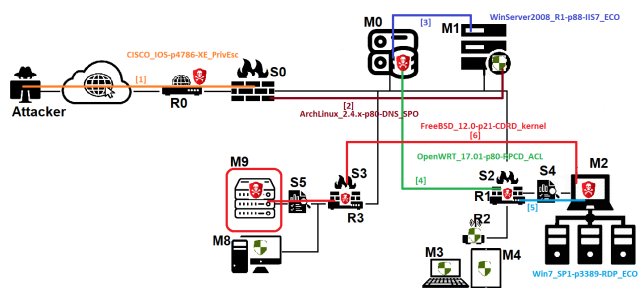 M0
[3]
M1
WinServer2008_R1-p88-IIS7_ECO
CISCO_IOS-p4786-XE_PrivEsc
S0
[1]
Attacker
R0
[2]
ArchLinux_2.4.x-p80-DNS_SPO
FreeBSD_12.0-p21-CDRD_kernel
[6]
OpenWRT_17.01-p80-RPCD_ACL
M9
S5
S3
[4]
S2
S4
M2
R1
[5]
R3
R2
M8
M3
M4
Win7_SP1-p3389-RDP_ECO